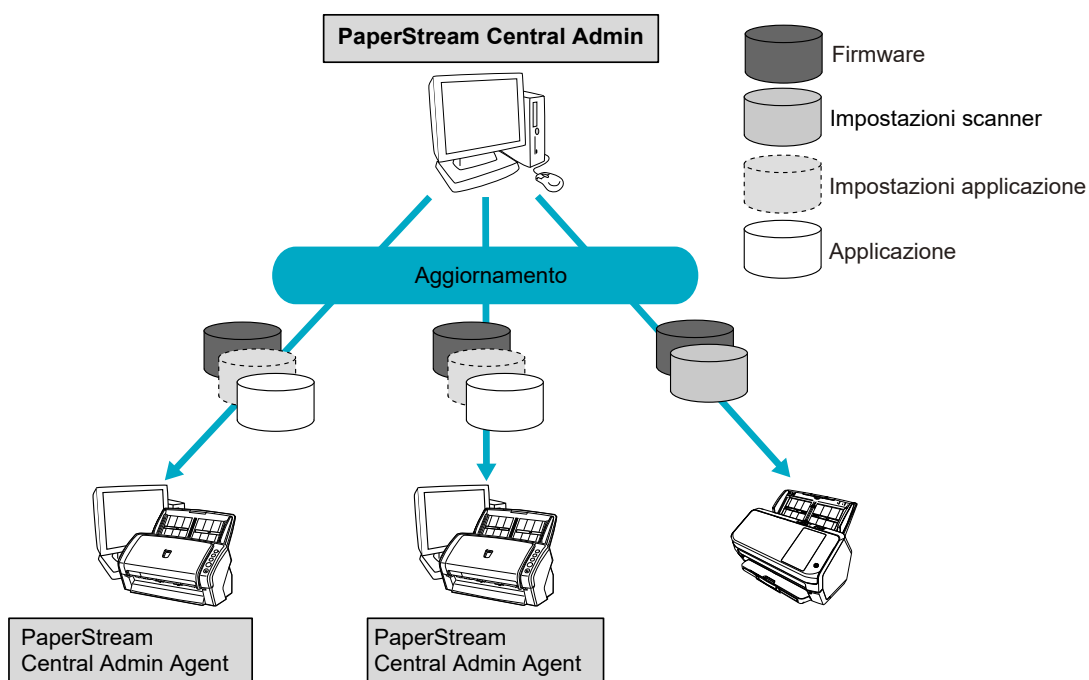 PaperStream Central Admin
Firmware
Impostazioni scanner
Impostazioni applicazione
Applicazione
Aggiornamento
PaperStream
Central Admin Agent
PaperStream
Central Admin Agent